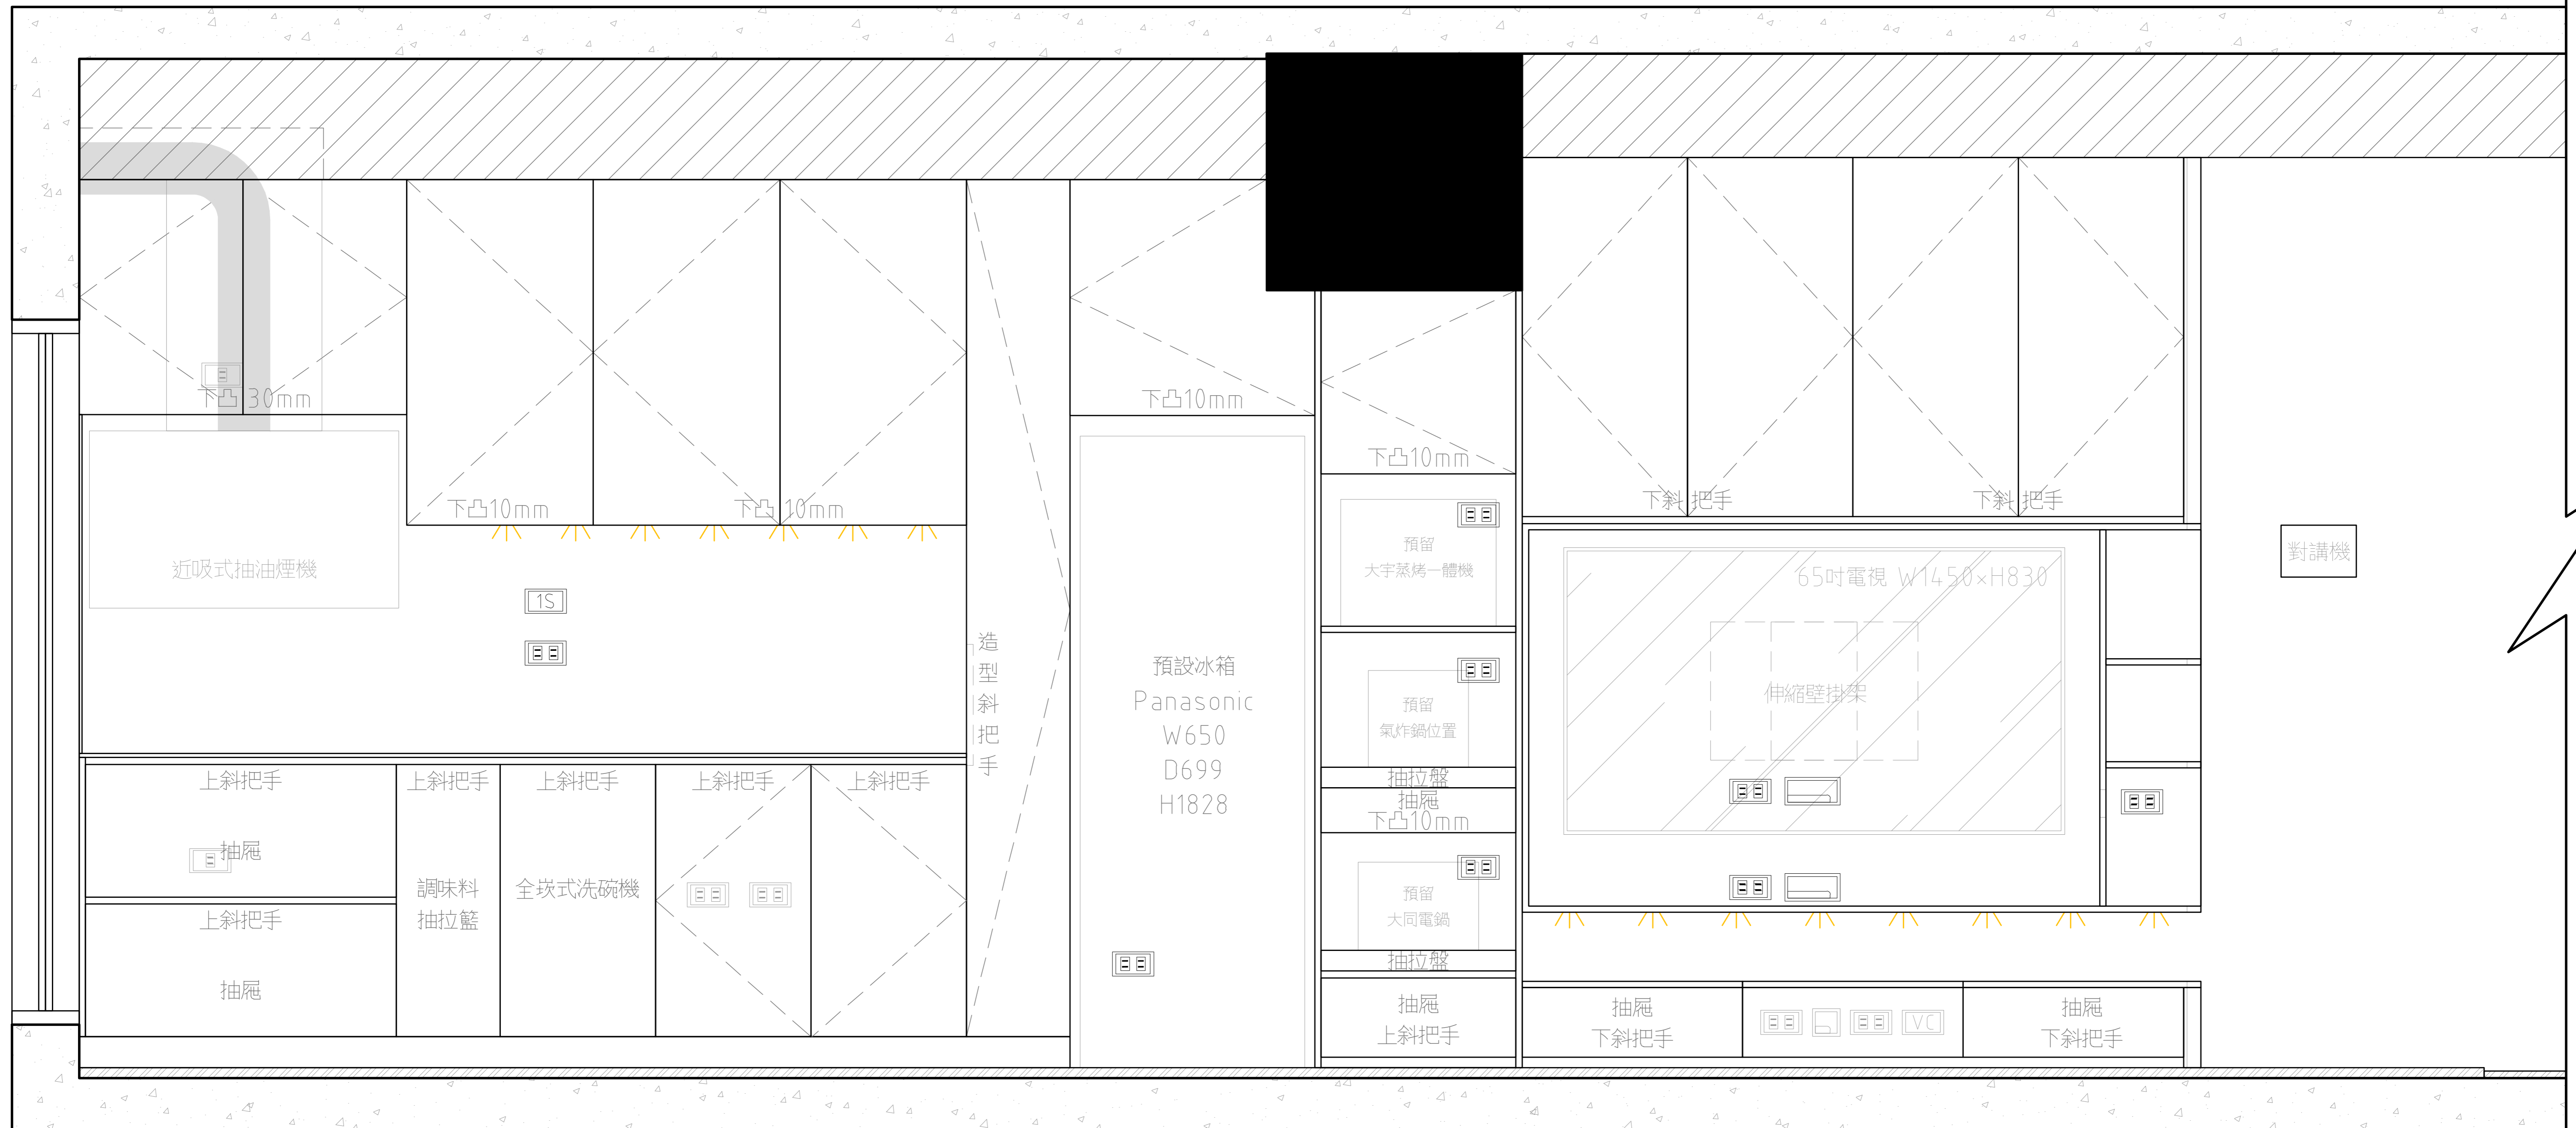 下凸 30mm
近吸式抽油煙機
下凸10mm
下凸 10mm
1S
造
型
斜
把
手
下凸10mm
預設冰箱
Panasonic
W650
D699
H1828
下凸10mm
預留
大宇蒸烤一體機
預留
氣炸鍋位置
抽拉盤
抽屜
下凸10mm
預留
大同電鍋
抽拉盤
抽屜
上斜把手
下斜 把手
下斜 把手
65吋電視 W1450×H830
伸縮壁掛架
對講機
上斜把手
抽屜
上斜把手
抽屜
上斜把手
調味料
抽拉籃
上斜把手
全崁式洗碗機
上斜把手
上斜把手
抽屜
下斜把手
VC
抽屜
下斜把手